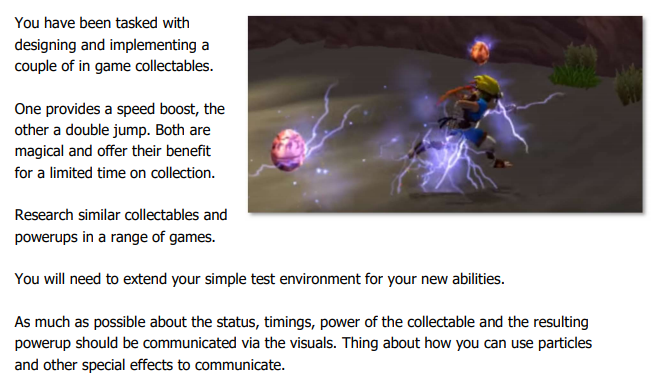 You have been tasked with
designing and implementing a
couple of in game collectables.
One provides a speed boost, the
other a double jump. Both are
magical and offer their benefit
for a limited time on collection.
Research similar collectables and
powerups in a range of games.
You will need to extend your simple test environment for your new abilities.
As much as possible about the status, timings, power of the collectable and the resulting
powerup should be communicated via the visuals. Thing about how you can use particles
and other special effects to communicate.